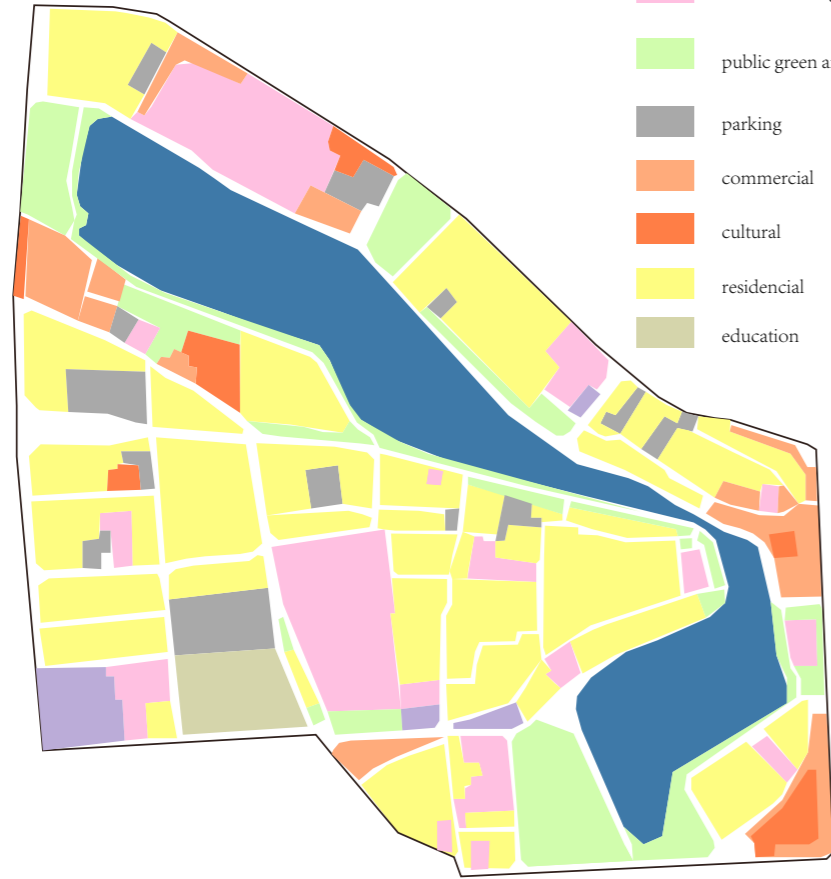 public green a
parking
commercial
cultural
residencial
education